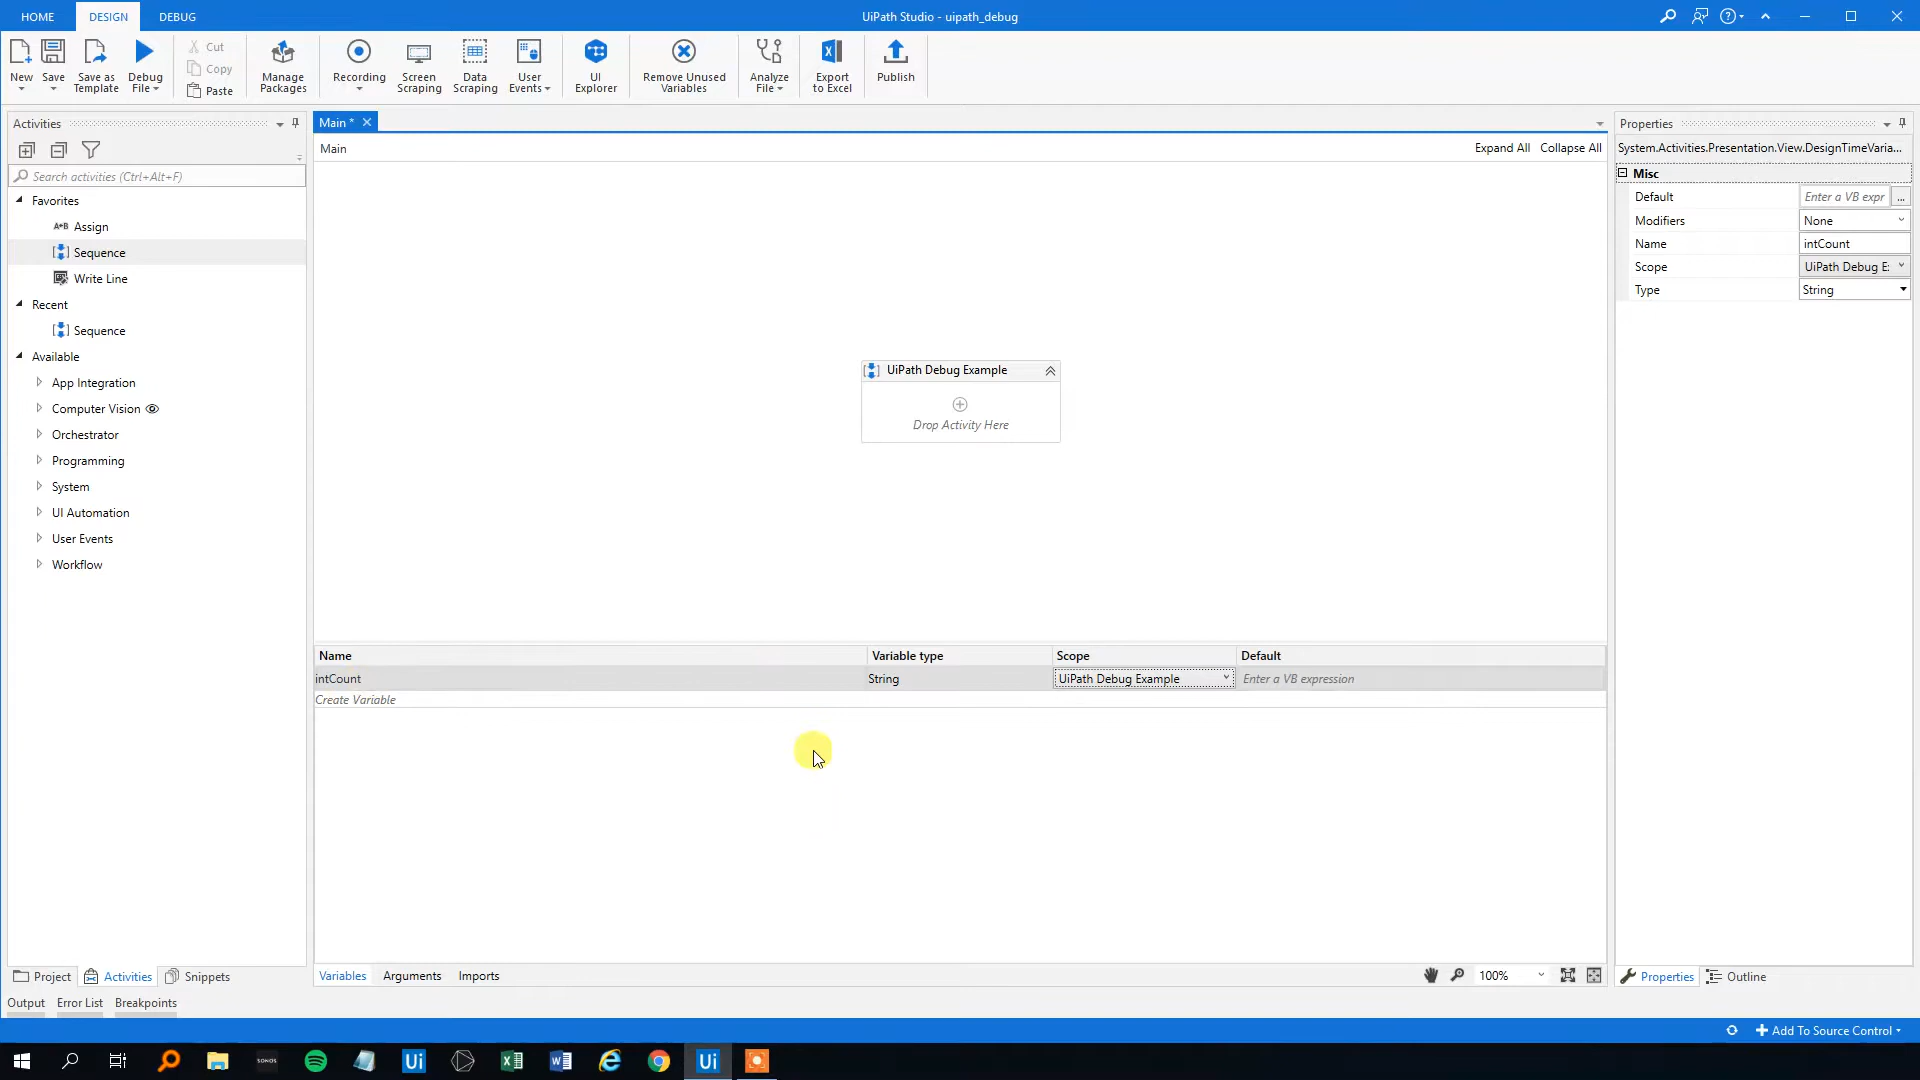 HOME DESIGN DEBUG
UiPath Studio - uipath_debug
New Save Save as Template Debug File
Cut
Copy
Paste
Manage Packages
Recording Screen Scraping Data Scraping User Events
UI Explorer
Remove Unused Variables
Analyze File
Export to Excel
Publish
Activities
Search activities (Ctrl+Alt+F)
Favorites
Assign
Sequence
Write Line
Recent
Sequence
Available
App Integration
Computer Vision
Orchestrator
Programming
System
UI Automation
User Events
Workflow
Project Activities Snippets
Main *
Main Expand All Collapse All
UiPath Debug Example
Drop Activity Here
Name Variable type Scope Default
intCount String UiPath Debug Example Enter a VB expression
Create Variable
Variables Arguments Imports 100%
Properties
System.Activities.Presentation.View.DesignTimeVaria...
Misc
Default Enter a VB expr ...
Modifiers None
Name intCount
Scope UiPath Debug E
Type String
Properties Outline
Output Error List Breakpoints
Add To Source Control
SONOS Ui Ui